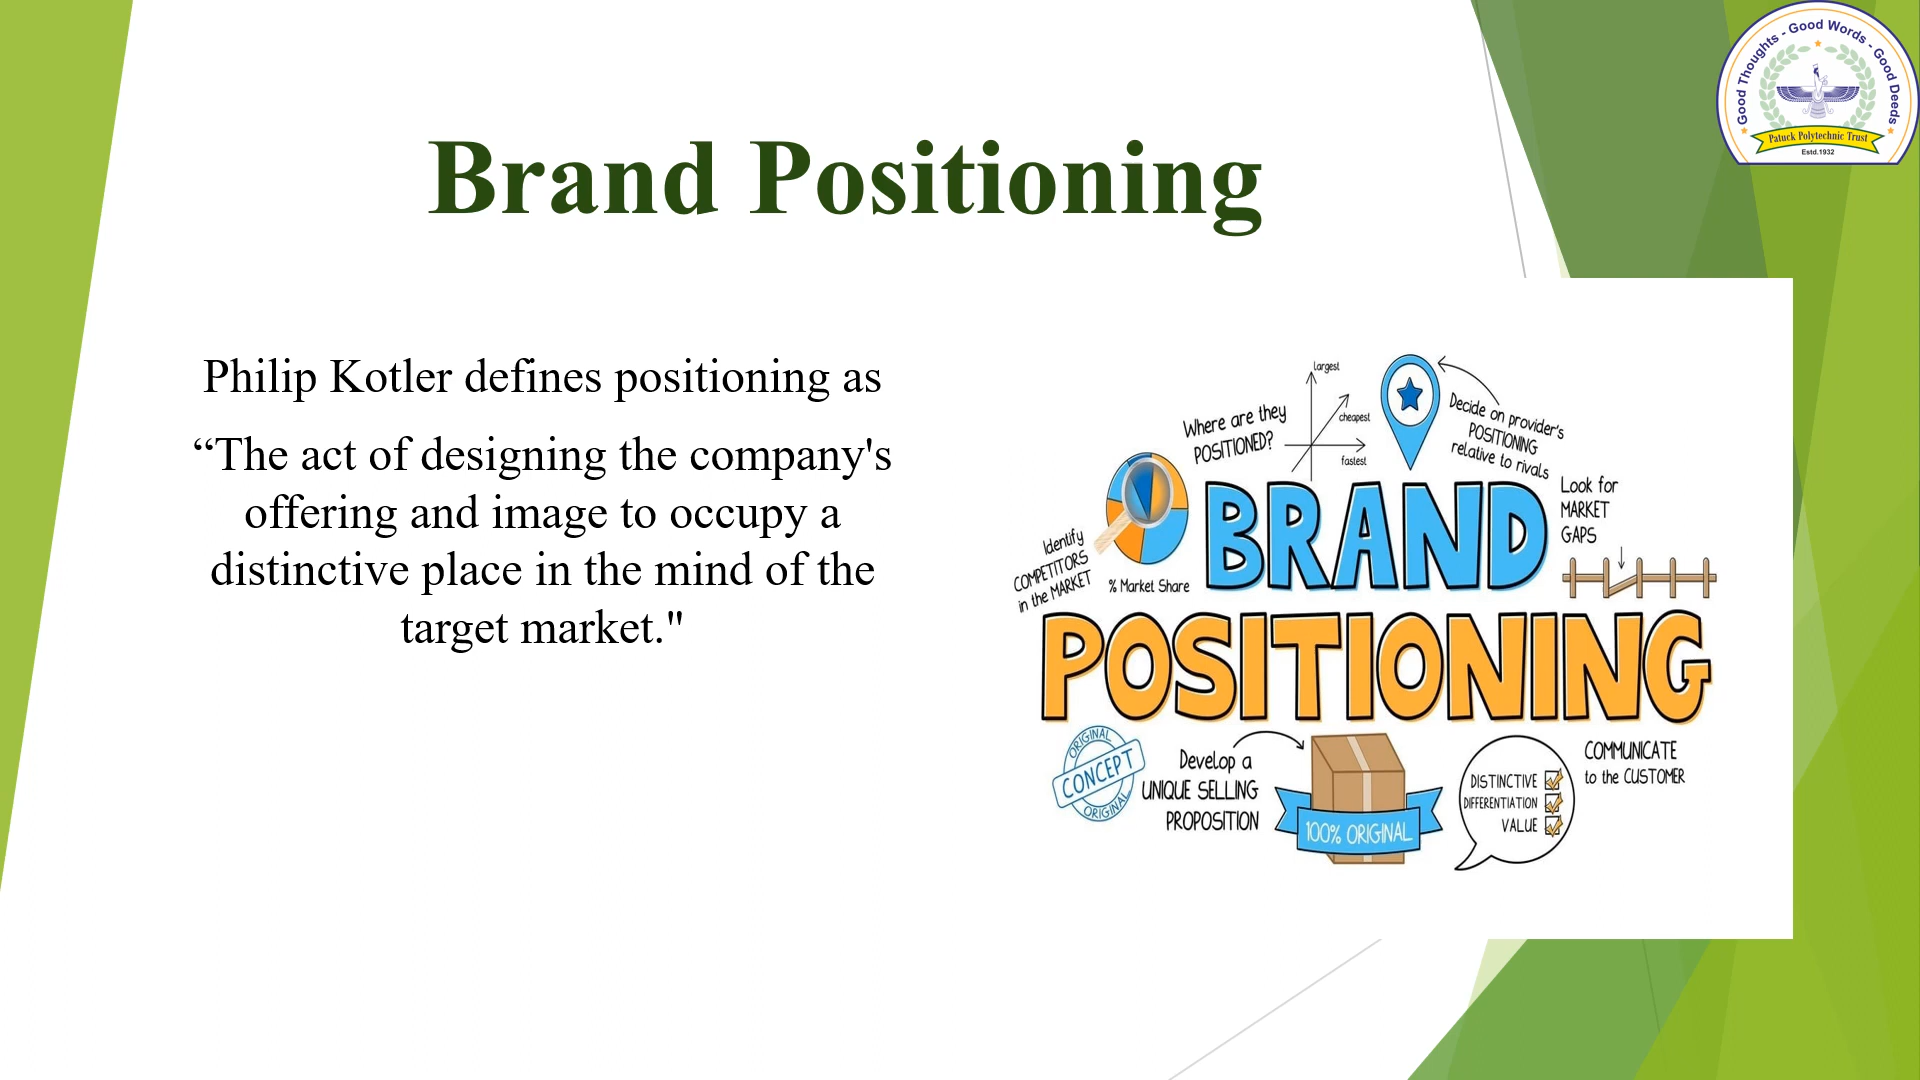 Good Thoughts - Good Words - Good Deeds
Patuck Polytechnic Trust
Estd.1932
Brand Positioning
Philip Kotler defines positioning as
“The act of designing the company's
offering and image to occupy a
distinctive place in the mind of the
target market."
largest
cheapest
fastest
Where are they
POSITIONED?
Decide on provider's
POSITIONING
relative to rivals
Look for
MARKET
GAPS
Identify
COMPETITORS
in the MARKET
% Market Share
BRAND
POSITIONING
ORIGINAL
CONCEPT
ORIGINAL
Develop a
UNIQUE SELLING
PROPOSITION
100% ORIGINAL
DISTINCTIVE
DIFFERENTIATION
VALUE
COMMUNICATE
to the CUSTOMER